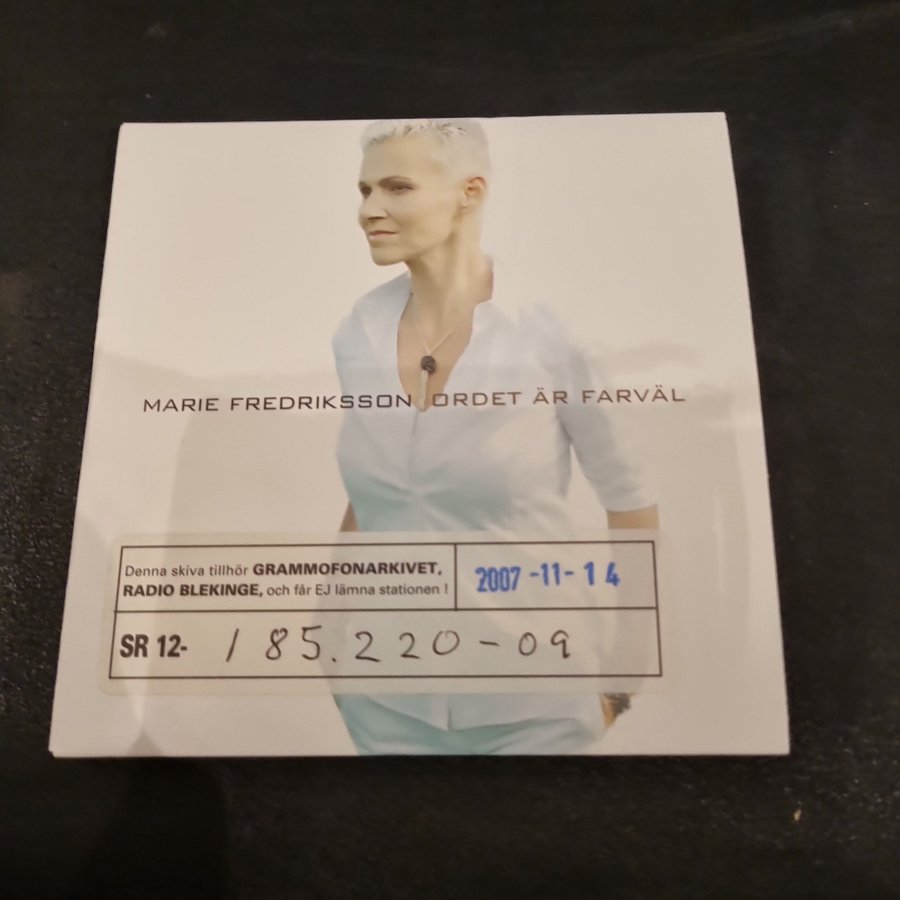 MARIE FREDRIKSSON ORDET ÄR FARVÄL
Denna skiva tillhör GRAMMOFONARKIVET,
RADIO BLEKINGE, och får EJ lämna stationen !
2007-11-14
SR 12- 185.220-09